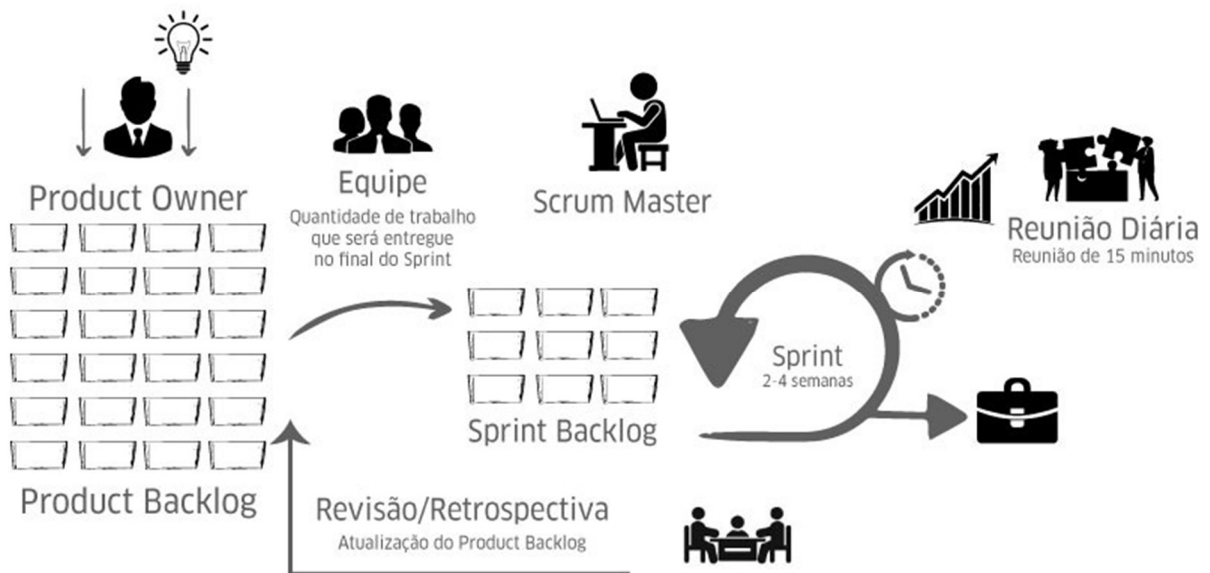 Product Owner
Equipe
Quantidade de trabalho
que será entregue
no final do Sprint
Scrum Master
Reunião Diária
Reunião de 15 minutos
Sprint
2-4 semanas
Sprint Backlog
Product Backlog
Revisão/Retrospectiva
Atualização do Product Backlog